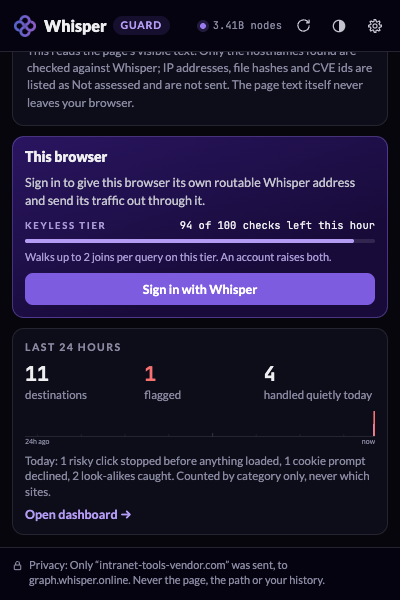 Whisper GUARD 3.41B nodes
This reads the page's visible text. Only the hostnames found are
checked against Whisper; IP addresses, file hashes and CVE ids are
listed as Not assessed and are not sent. The page text itself never
leaves your browser.
This browser
Sign in to give this browser its own routable Whisper address
and send its traffic out through it.
KEYLESS TIER 94 of 100 checks left this hour
Walks up to 2 joins per query on this tier. An account raises both.
Sign in with Whisper
LAST 24 HOURS
11 1 4
destinations flagged handled quietly today
24h ago now
Today: 1 risky click stopped before anything loaded, 1 cookie prompt
declined, 2 look-alikes caught. Counted by category only, never which
sites.
Open dashboard →
Privacy: Only “intranet-tools-vendor.com” was sent, to
graph.whisper.online. Never the page, the path or your history.